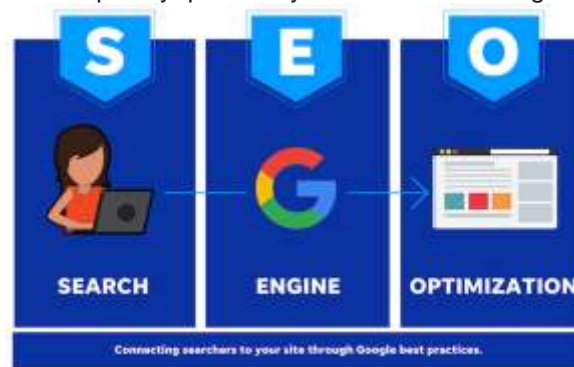 S E O
SEARCH ENGINE OPTIMIZATION
Connecting searchers to your site through Google best practices.